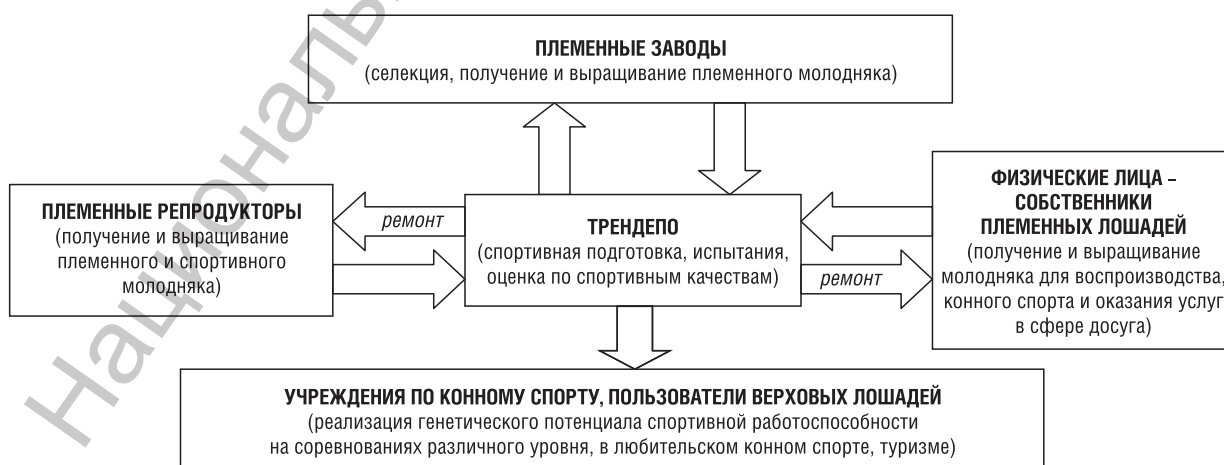 ПЛЕМЕННЫЕ ЗАВОДЫ
(селекция, получение и выращивание племенного молодняка)
ПЛЕМЕННЫЕ РЕПРОДУКТОРЫ
(получение и выращивание
племенного и спортивного
молодняка)
ремонт
ТРЕНДЕПО
(спортивная подготовка, испытания,
оценка по спортивным качествам)
ремонт
ФИЗИЧЕСКИЕ ЛИЦА –
СОБСТВЕННИКИ
ПЛЕМЕННЫХ ЛОШАДЕЙ
(получение и выращивание
молодняка для воспроизводства,
конного спорта и оказания услуг
в сфере досуга)
УЧРЕЖДЕНИЯ ПО КОННОМУ СПОРТУ, ПОЛЬЗОВАТЕЛИ ВЕРХОВЫХ ЛОШАДЕЙ
(реализация генетического потенциала спортивной работоспособности
на соревнованиях различного уровня, в любительском конном спорте, туризме)
Националь